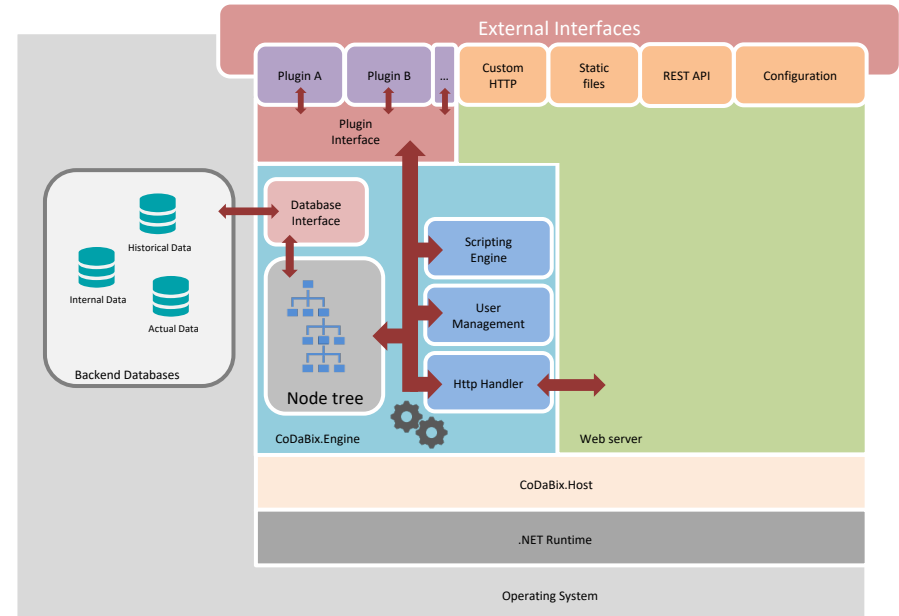 External Interfaces
Plugin A
Plugin B
...
Custom
HTTP
Static
files
REST API
Configuration
Plugin
Interface
Database
Interface
Historical Data
Internal Data
Actual Data
Backend Databases
Scripting
Engine
User
Management
Http Handler
Node tree
CoDaBix.Engine
Web server
CoDaBix.Host
.NET Runtime
Operating System